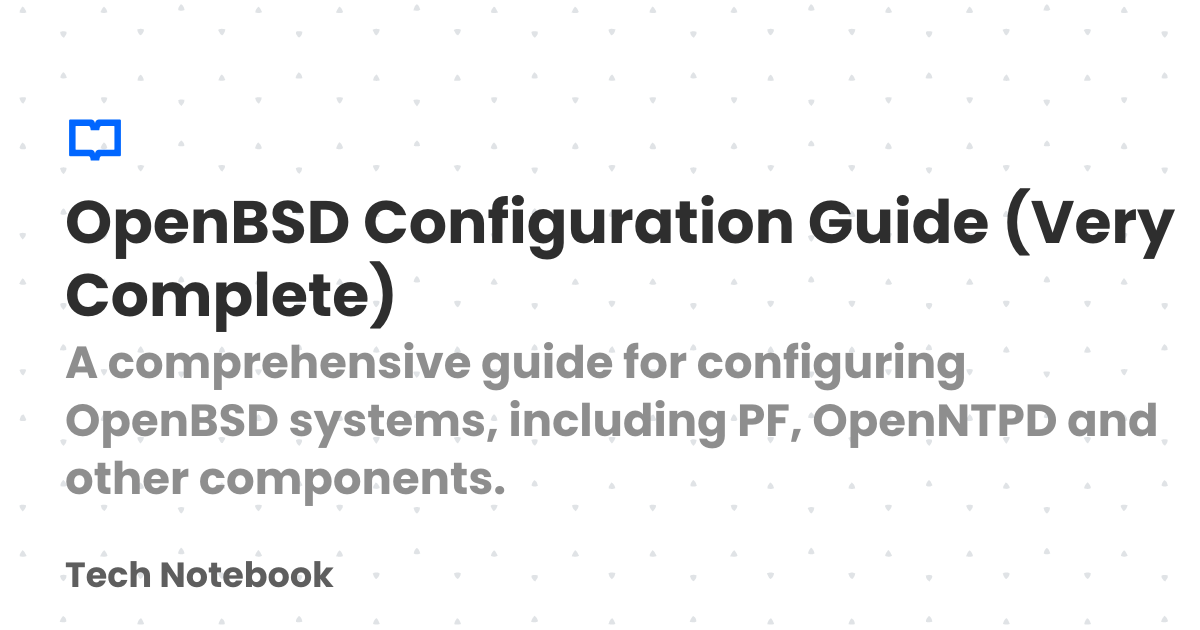 OpenBSD Configuration Guide (Very
Complete)
A comprehensive guide for configuring
OpenBSD systems, including PF, OpenNTPD and
other components.
Tech Notebook